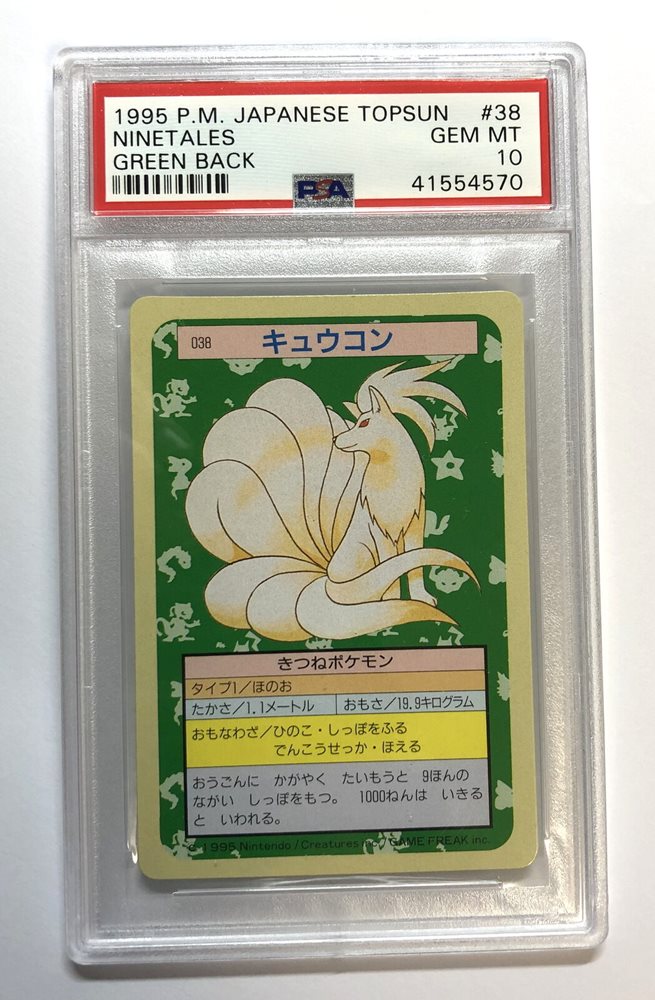 1995 P.M. JAPANESE TOPSUN #38
NINETALES GEM MT
GREEN BACK 10
PSA 41554570
038 キュウコン
きつねポケモン
タイプ1/ほのお
たかさ/1.1メートル おもさ/19.9キログラム
おもなわざ/ひのこ・しっぽをふる
でんこうせっか・ほえる
おうごんに かがやく たいもうと 9ほんの
ながい しっぽをもつ。 1000ねんは いきる
と いわれる。
© 1995 Nintendo / Creatures inc. / GAME FREAK inc.